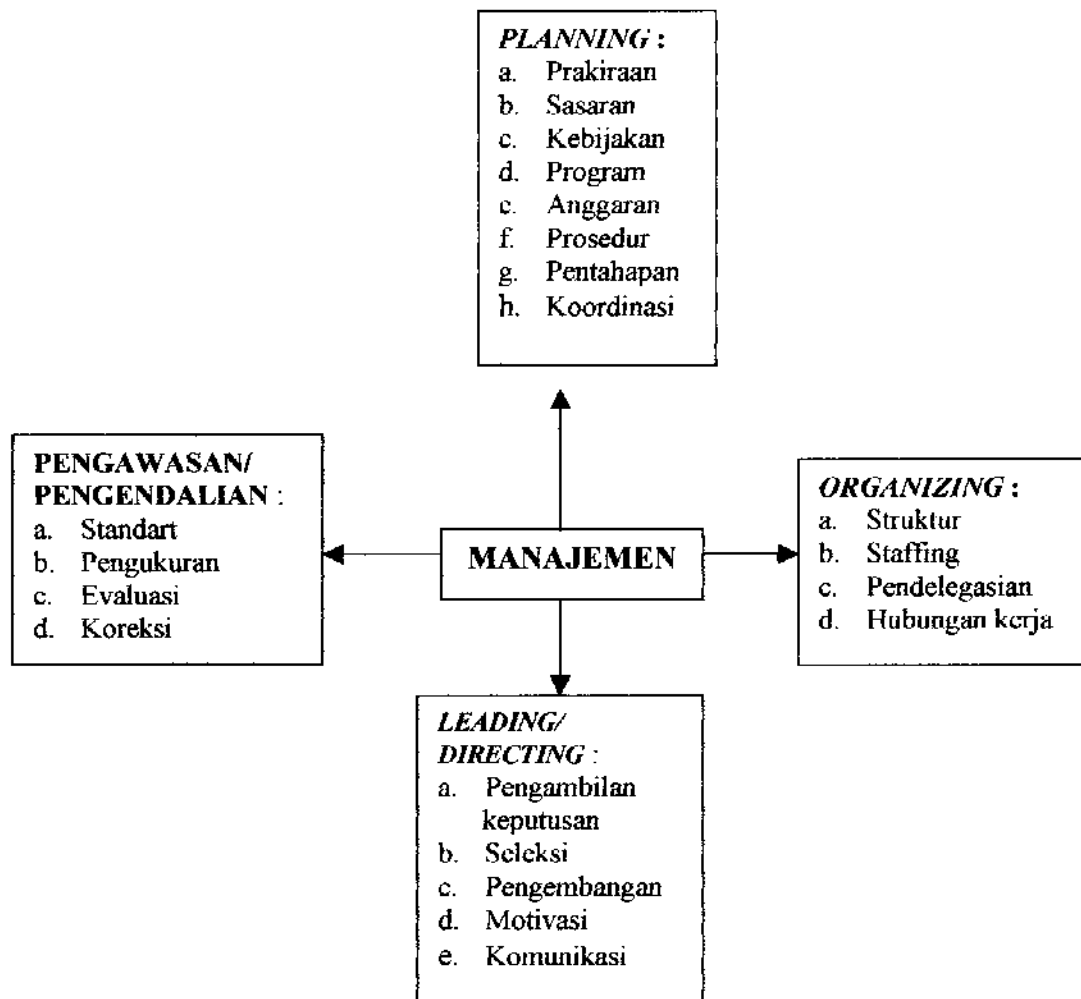 PLANNING :
a. Prakiraan
b. Sasaran
c. Kebijakan
d. Program
e. Anggaran
f. Prosedur
g. Pentahapan
h. Koordinasi
PENGAWASAN/
PENGENDALIAN :
a. Standart
b. Pengukuran
c. Evaluasi
d. Koreksi
MANAJEMEN
ORGANIZING :
a. Struktur
b. Staffing
c. Pendelegasian
d. Hubungan kerja
LEADING/
DIRECTING :
a. Pengambilan
keputusan
b. Seleksi
c. Pengembangan
d. Motivasi
e. Komunikasi